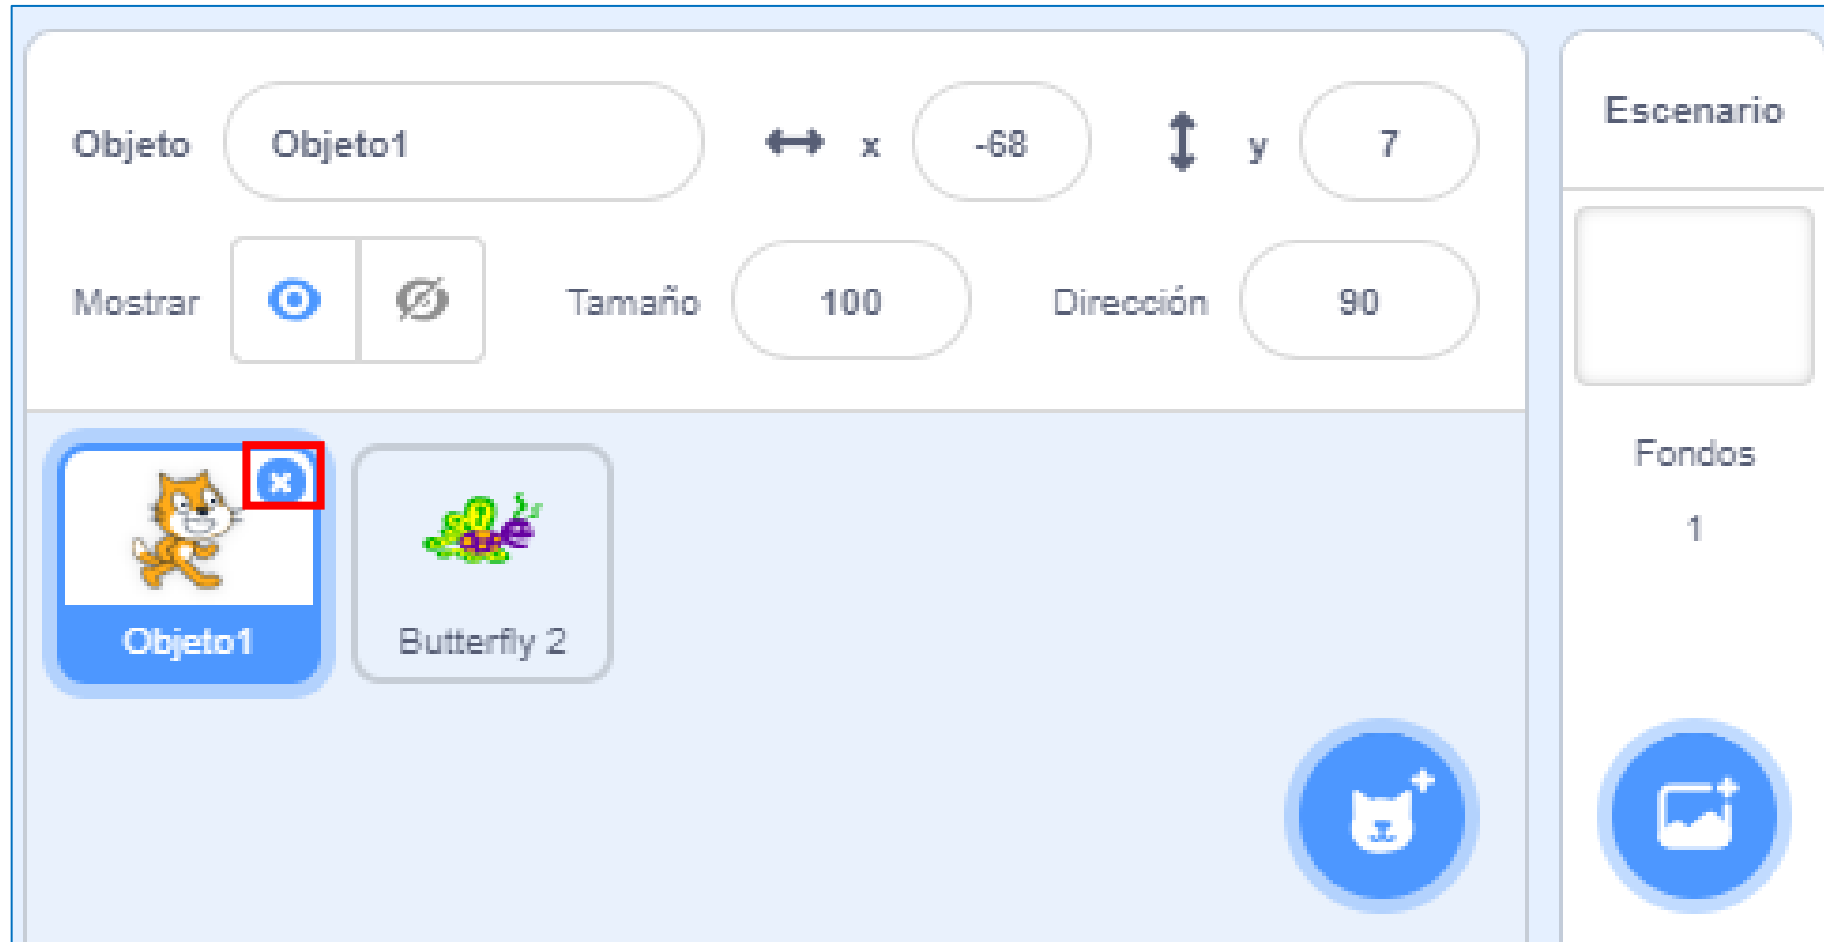 Objeto Objeto1 x -68 y 7
Mostrar Tamaño 100 Dirección 90
Objeto1
Butterfly 2
Escenario
Fondos
1